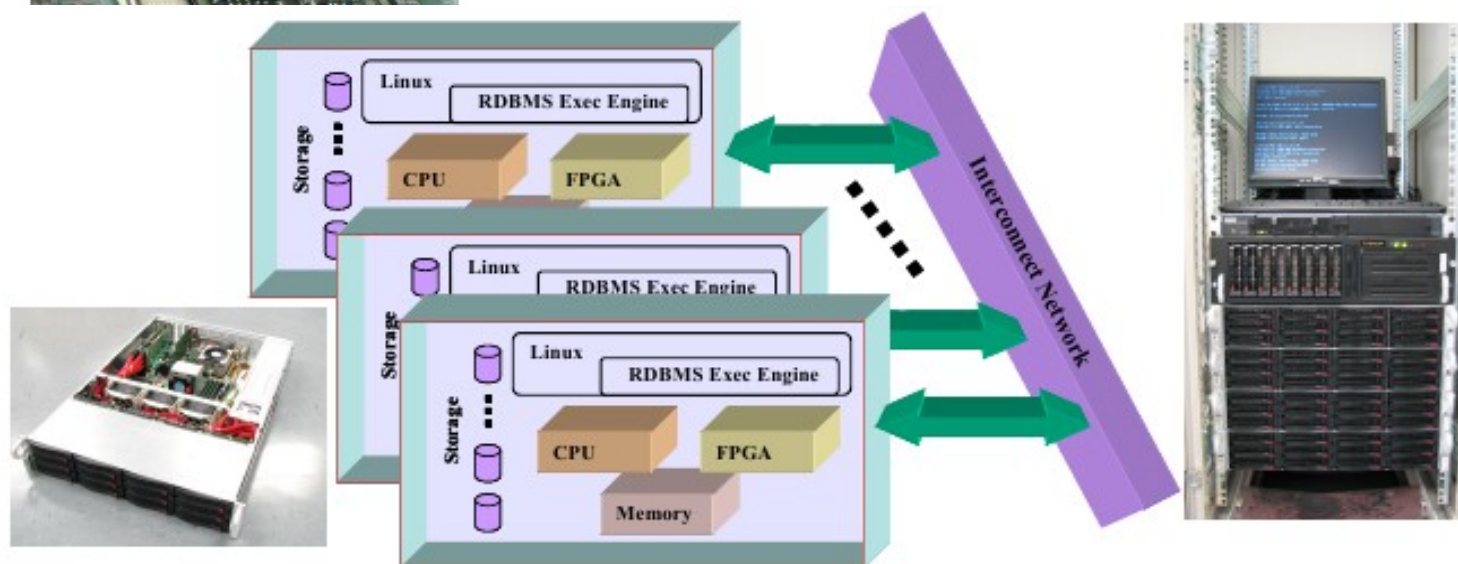 Linux
RDBMS Exec Engine
Storage
CPU
FPGA
Linux
RDBMS Exec Engine
Storage
Linux
RDBMS Exec Engine
Storage
CPU
FPGA
Memory
Interconnect Network